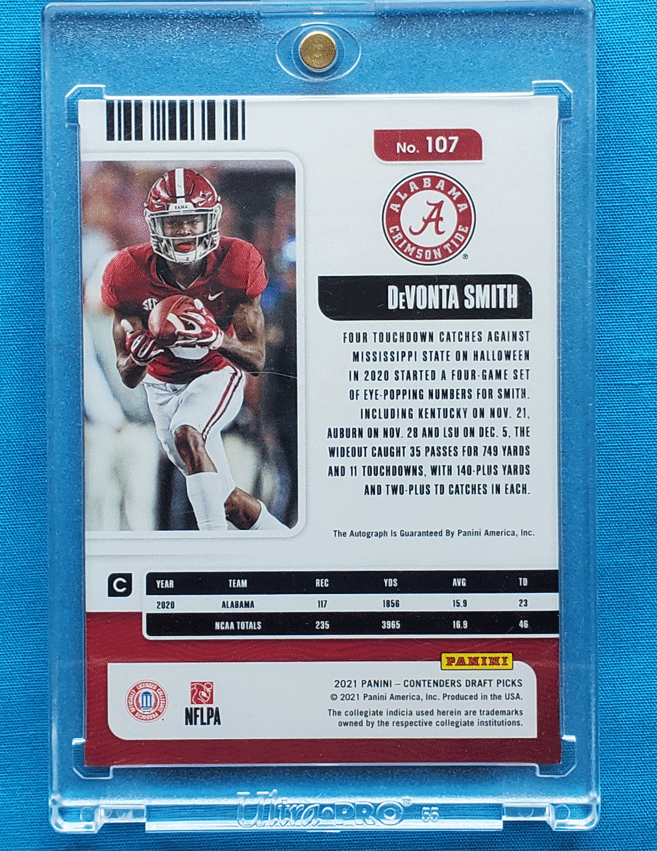 No. 107
ALABAMA
A
CRIMSON TIDE
DeVONTA SMITH
FOUR TOUCHDOWN CATCHES AGAINST
MISSISSIPPI STATE ON HALLOWEEN
IN 2020 STARTED A FOUR-GAME SET
OF EYE-POPPING NUMBERS FOR SMITH.
INCLUDING KENTUCKY ON NOV. 21,
AUBURN ON NOV. 28 AND LSU ON DEC. 5, THE
WIDEOUT CAUGHT 35 PASSES FOR 749 YARDS
AND 11 TOUCHDOWNS, WITH 140-PLUS YARDS
AND TWO-PLUS TD CATCHES IN EACH.
The Autograph Is Guaranteed By Panini America, Inc.
C YEAR TEAM REC YDS AVG TD
2020 ALABAMA 117 1856 15.9 23
NCAA TOTALS 235 3965 16.9 46
PANINI
2021 PANINI – CONTENDERS DRAFT PICKS
© 2021 Panini America, Inc. Produced in the USA.
The collegiate indicia used herein are trademarks
owned by the respective collegiate institutions.
NFLPA
Ultra PRO® 55